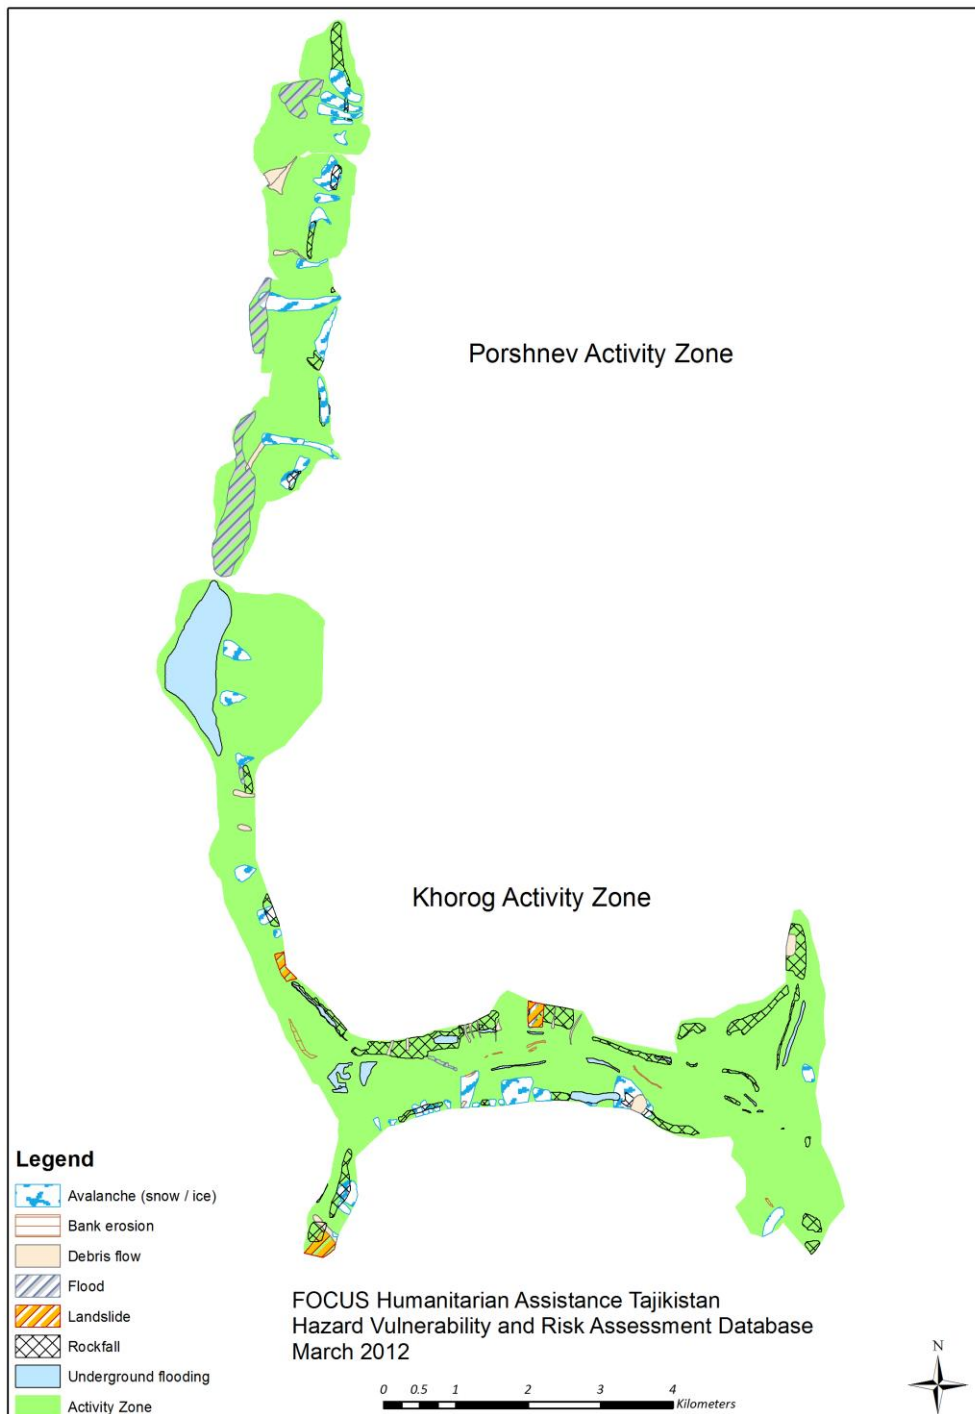 Porshnev Activity Zone
Khorog Activity Zone
Legend
Avalanche (snow / ice)
Bank erosion
Debris flow
Flood
Landslide
Rockfall
Underground flooding
Activity Zone
FOCUS Humanitarian Assistance Tajikistan
Hazard Vulnerability and Risk Assessment Database
March 2012
0 0.5 1 2 3 4
Kilometers
N